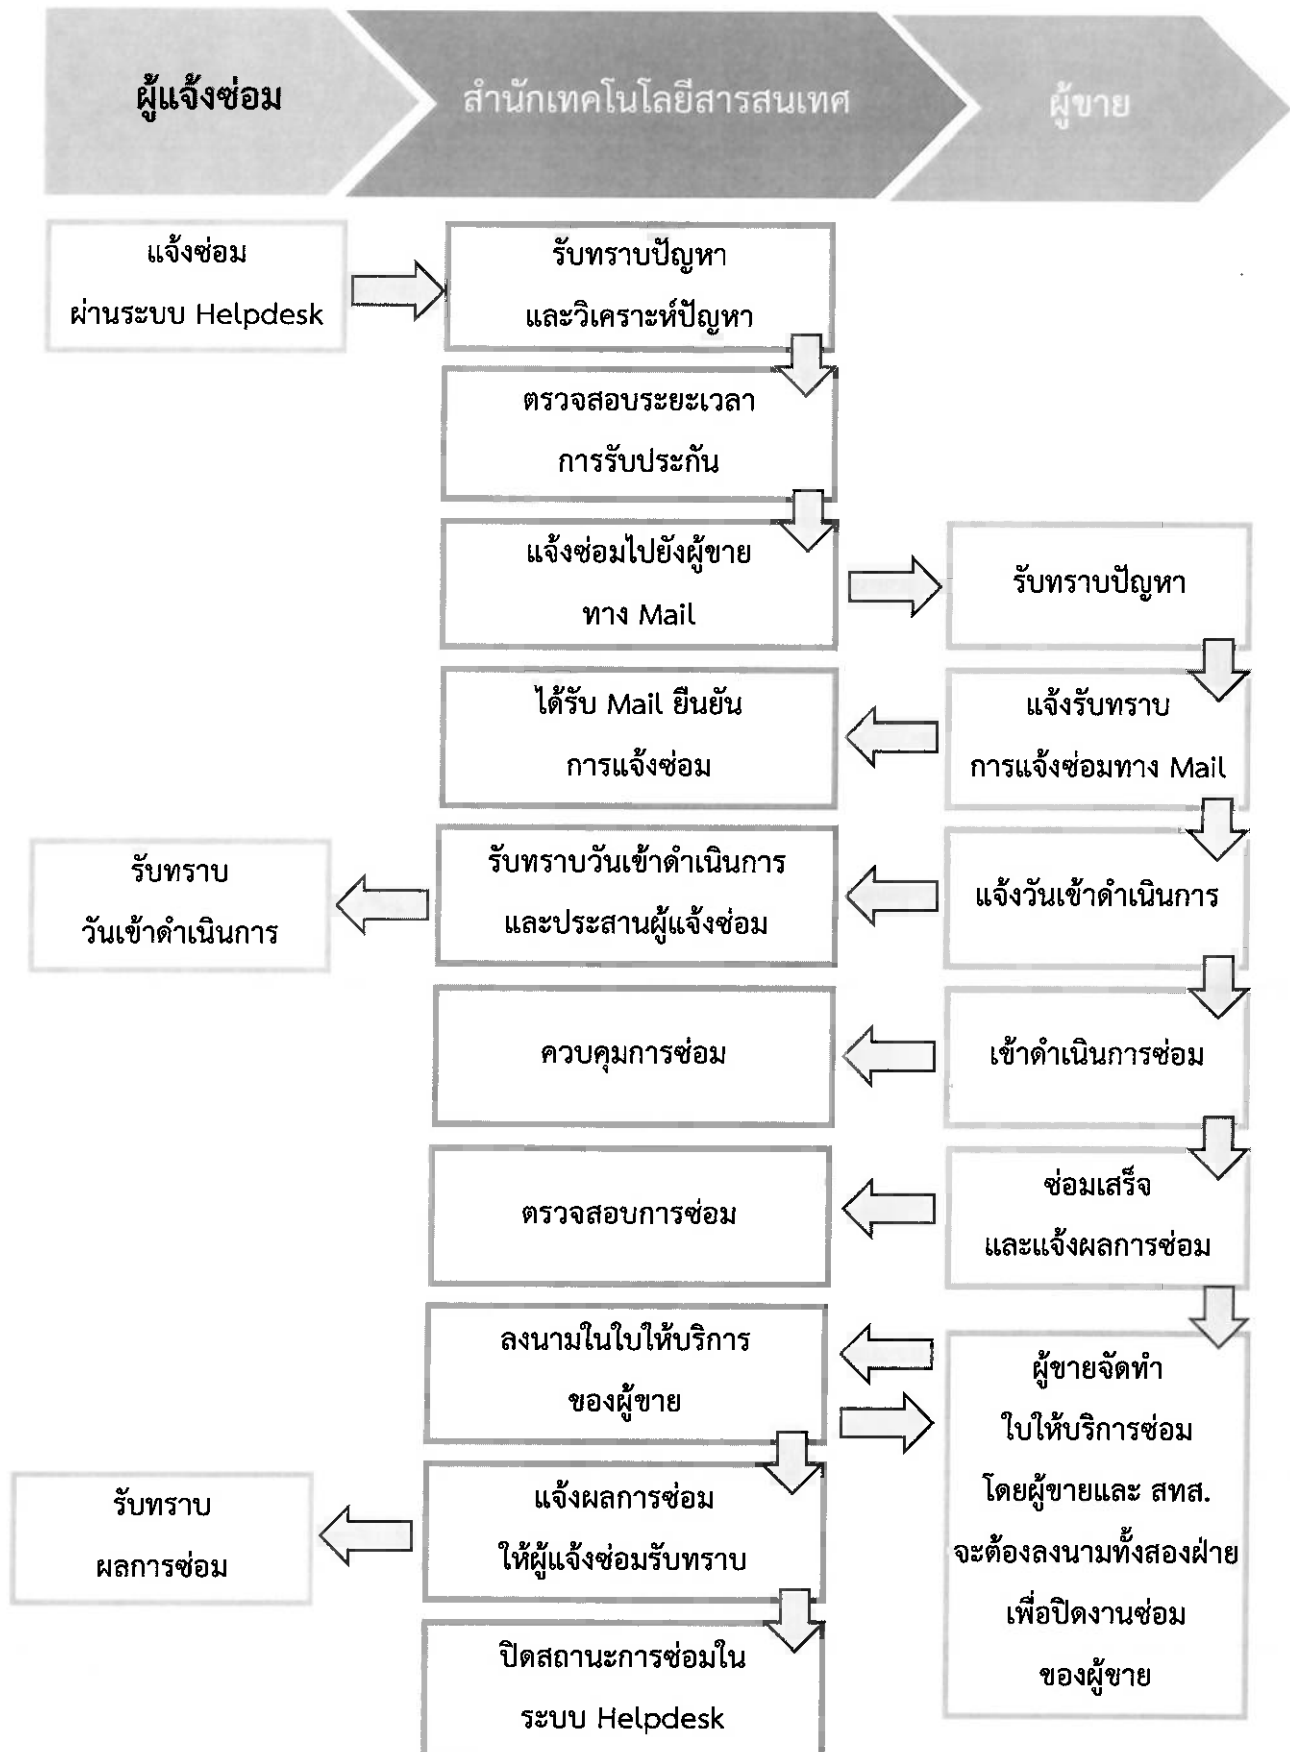 ผู้แจ้งซ่อม
สำนักเทคโนโลยีสารสนเทศ
ผู้ขาย
แจ้งซ่อม
ผ่านระบบ Helpdesk
รับทราบปัญหา
และวิเคราะห์ปัญหา
ตรวจสอบระยะเวลา
การรับประกัน
แจ้งซ่อมไปยังผู้ขาย
ทาง Mail
รับทราบปัญหา
ได้รับ Mail ยืนยัน
การแจ้งซ่อม
แจ้งรับทราบ
การแจ้งซ่อมทาง Mail
รับทราบ
วันเข้าดำเนินการ
รับทราบวันเข้าดำเนินการ
และประสานผู้แจ้งซ่อม
แจ้งวันเข้าดำเนินการ
ควบคุมการซ่อม
เข้าดำเนินการซ่อม
ตรวจสอบการซ่อม
ซ่อมเสร็จ
และแจ้งผลการซ่อม
ลงนามในใบให้บริการ
ของผู้ขาย
ผู้ขายจัดทำ
ใบให้บริการซ่อม
โดยผู้ขายและ สทส.
จะต้องลงนามทั้งสองฝ่าย
เพื่อปิดงานซ่อม
ของผู้ขาย
รับทราบ
ผลการซ่อม
แจ้งผลการซ่อม
ให้ผู้แจ้งซ่อมรับทราบ
ปิดสถานะการซ่อมใน
ระบบ Helpdesk